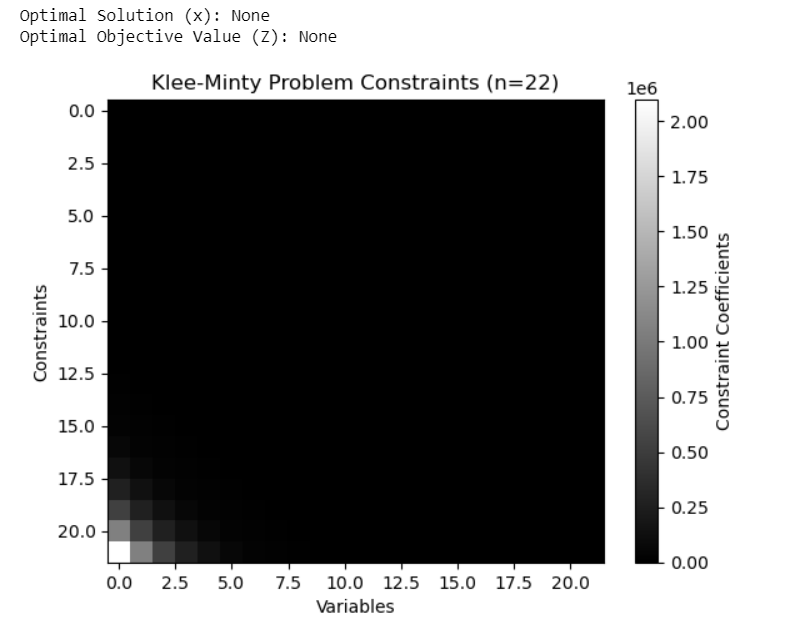 Optimal Solution (x): None
Optimal Objective Value (Z): None
Klee-Minty Problem Constraints (n=22)
1e6
0.0
2.5
5.0
7.5
10.0
12.5
15.0
17.5
20.0
Constraints
0.0 2.5 5.0 7.5 10.0 12.5 15.0 17.5 20.0
Variables
2.00
1.75
1.50
1.25
1.00
0.75
0.50
0.25
0.00
Constraint Coefficients